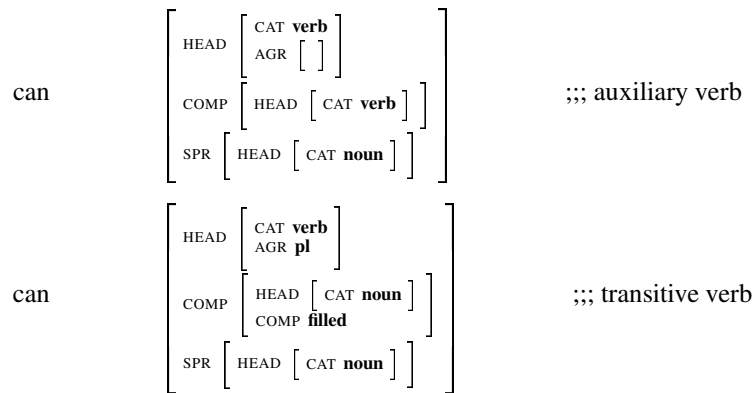 HEAD CAT verb
AGR [ ]
can COMP [ HEAD [ CAT verb ] ] ;;; auxiliary verb
SPR [ HEAD [ CAT noun ] ]
HEAD CAT verb
AGR pl
can COMP HEAD [ CAT noun ] ;;; transitive verb
COMP filled
SPR [ HEAD [ CAT noun ] ]